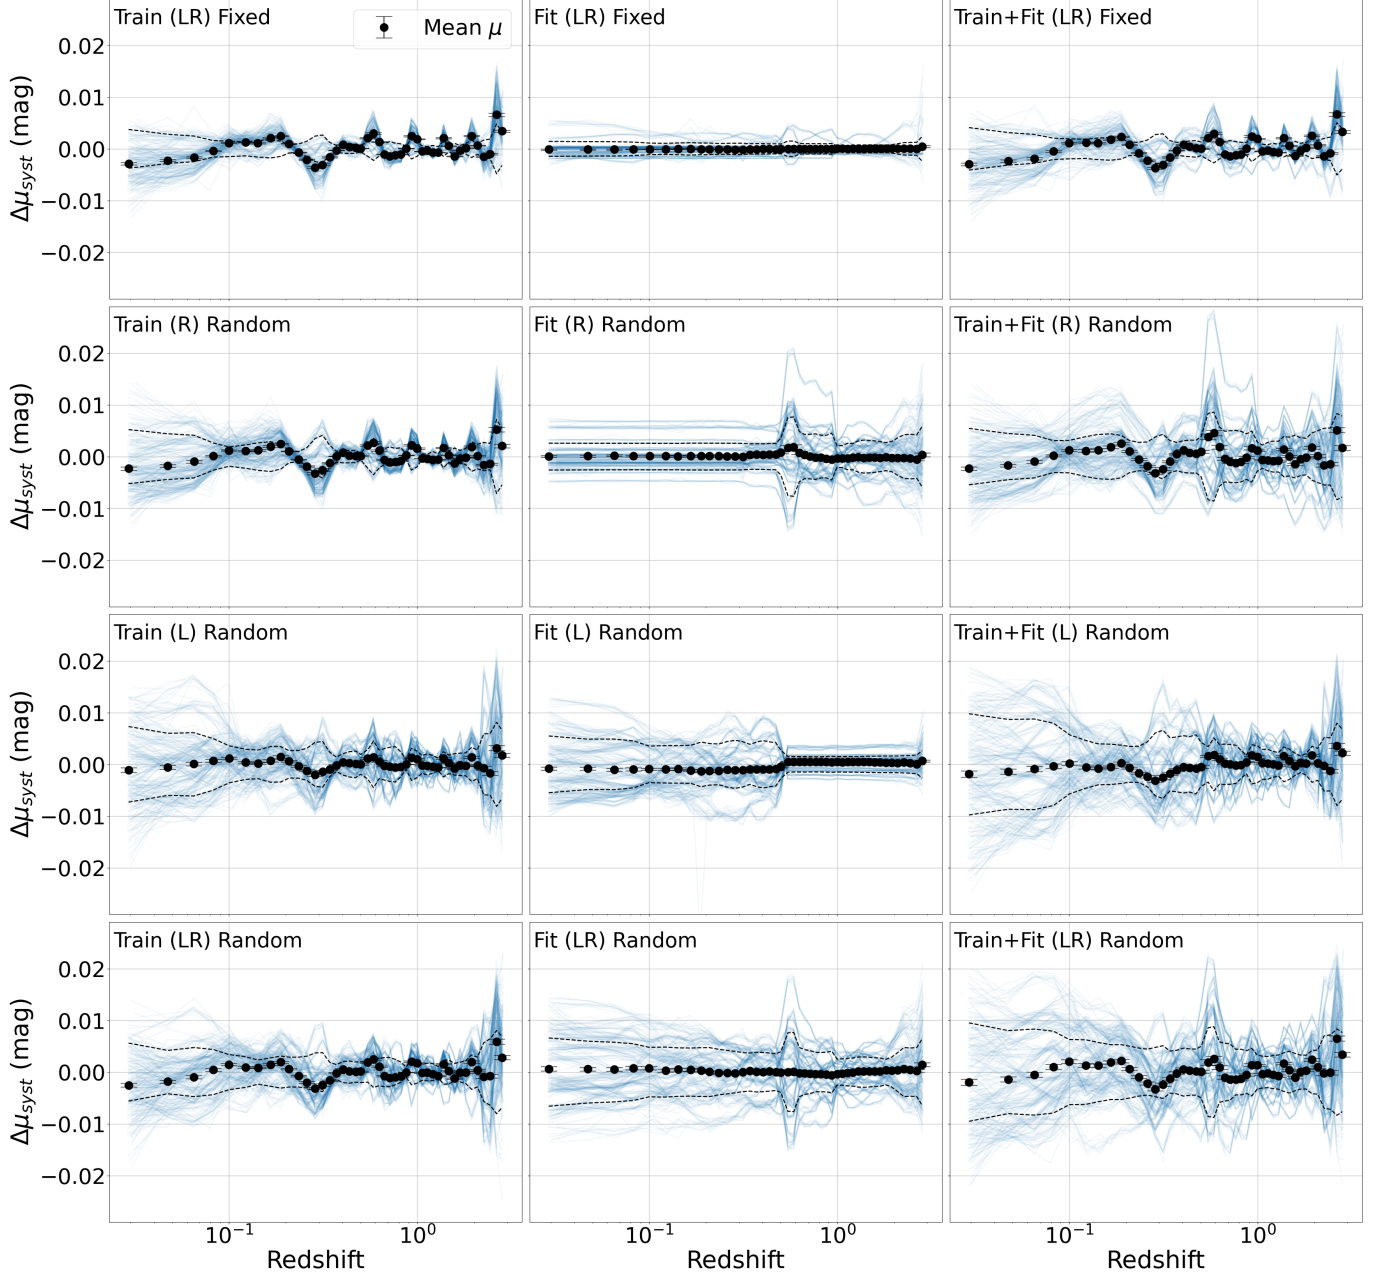 Train (LR) Fixed
Mean μ
Fit (LR) Fixed
Train+Fit (LR) Fixed
0.02
0.01
0.00
−0.01
−0.02
Δμsyst (mag)
Train (R) Random
Fit (R) Random
Train+Fit (R) Random
0.02
0.01
0.00
−0.01
−0.02
Δμsyst (mag)
Train (L) Random
Fit (L) Random
Train+Fit (L) Random
0.02
0.01
0.00
−0.01
−0.02
Δμsyst (mag)
Train (LR) Random
Fit (LR) Random
Train+Fit (LR) Random
0.02
0.01
0.00
−0.01
−0.02
Δμsyst (mag)
10⁻¹ 10⁰ 10⁻¹ 10⁰ 10⁻¹ 10⁰
Redshift Redshift Redshift